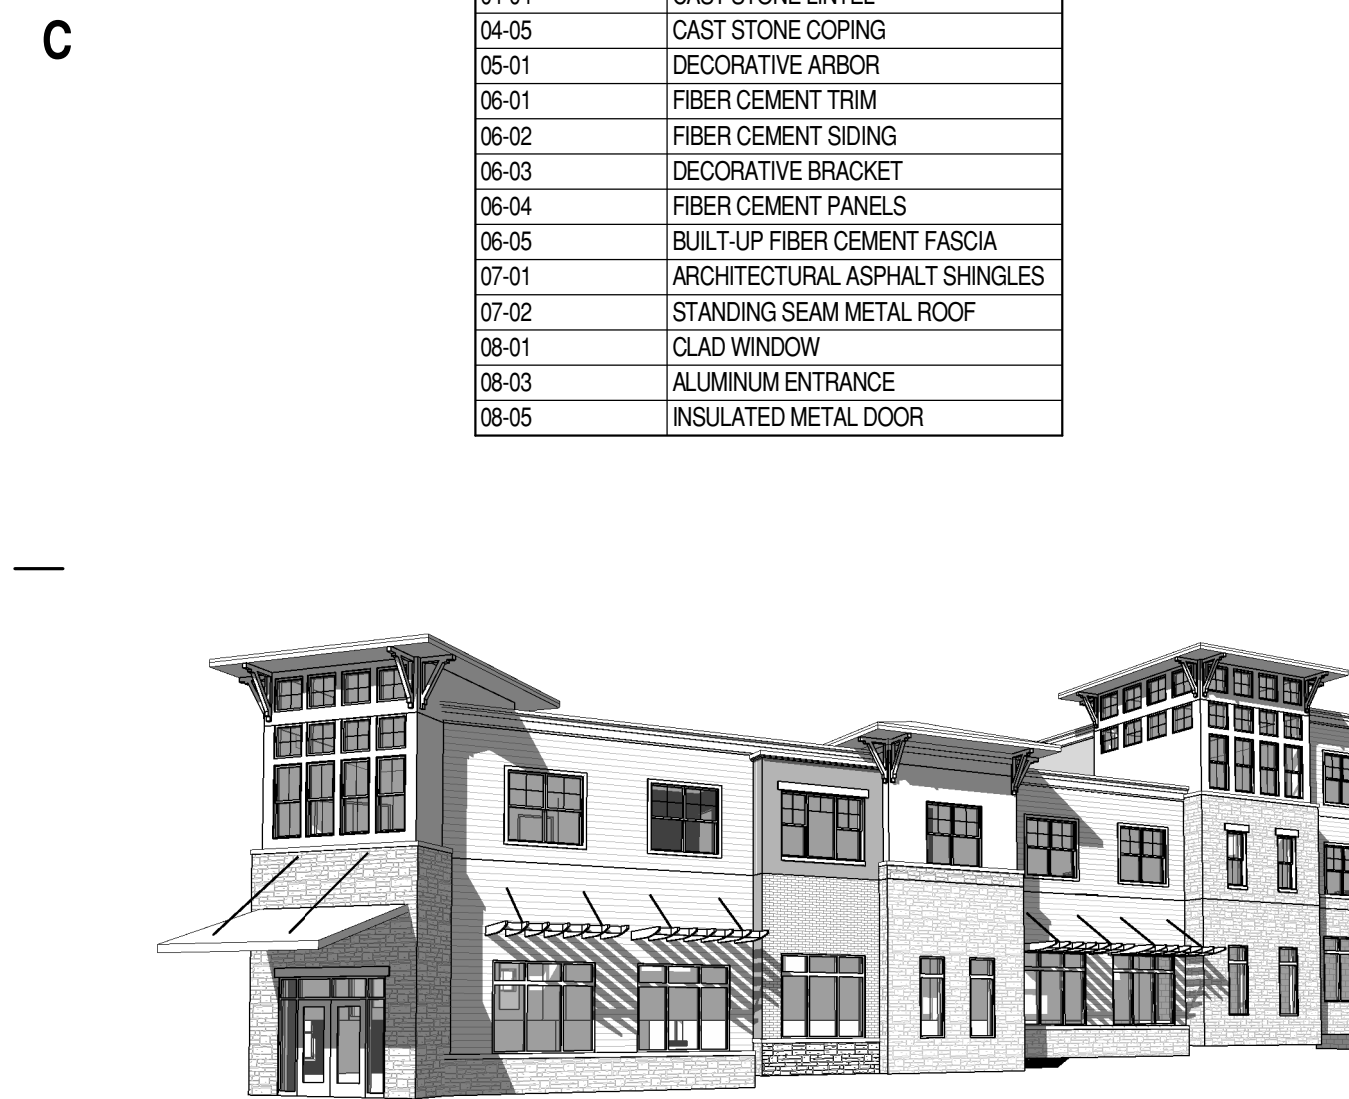 C
CAST STONE LINTEL
04-05 CAST STONE COPING
05-01 DECORATIVE ARBOR
06-01 FIBER CEMENT TRIM
06-02 FIBER CEMENT SIDING
06-03 DECORATIVE BRACKET
06-04 FIBER CEMENT PANELS
06-05 BUILT-UP FIBER CEMENT FASCIA
07-01 ARCHITECTURAL ASPHALT SHINGLES
07-02 STANDING SEAM METAL ROOF
08-01 CLAD WINDOW
08-03 ALUMINUM ENTRANCE
08-05 INSULATED METAL DOOR